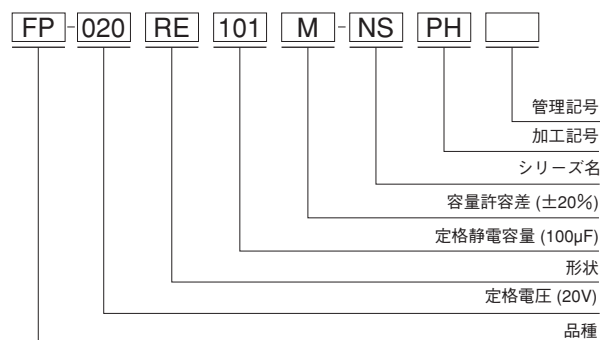 FP-020 RE 101 M-NS PH
管理記号
加工記号
シリーズ名
容量許容差 (±20%)
定格静電容量 (100µF)
形状
定格電圧 (20V)
品種